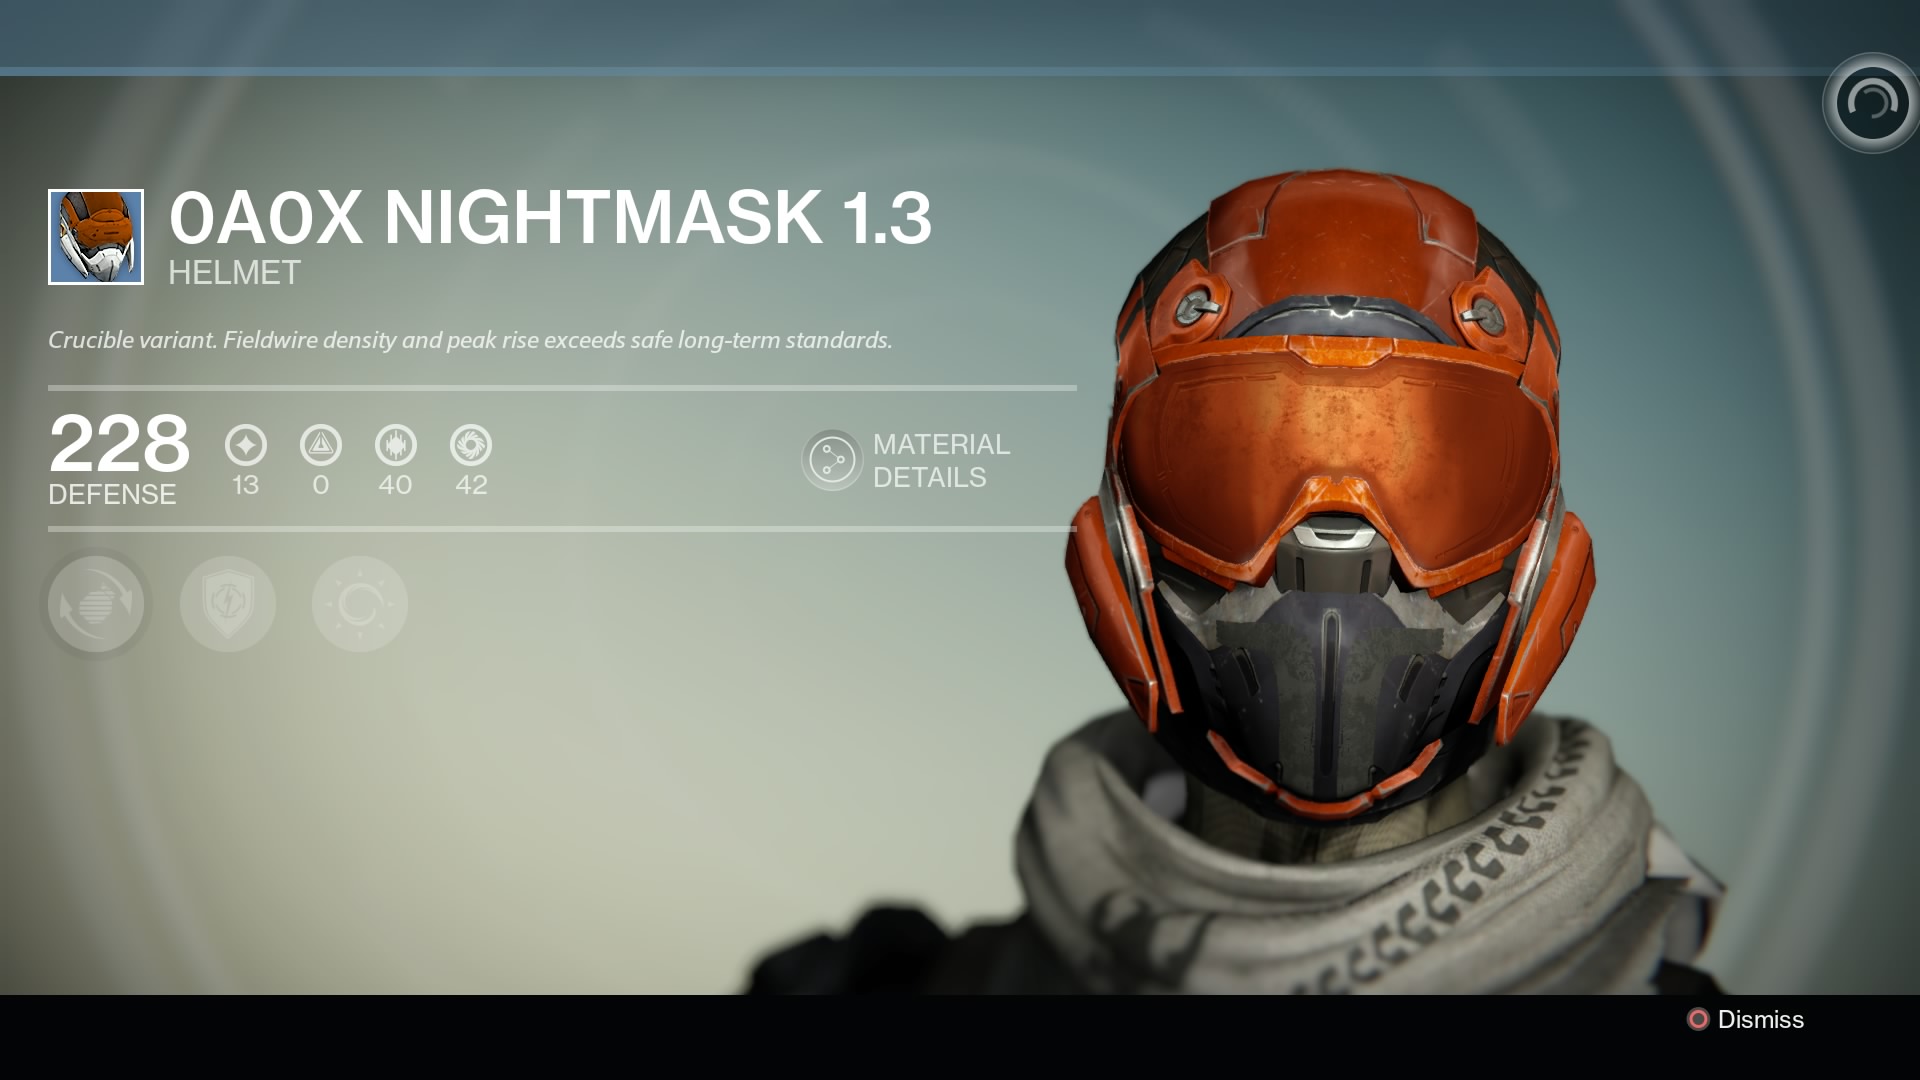 0A0X NIGHTMASK 1.3
HELMET
Crucible variant. Fieldwire density and peak rise exceeds safe long-term standards.
228
DEFENSE
13 0 40 42
MATERIAL
DETAILS
Dismiss